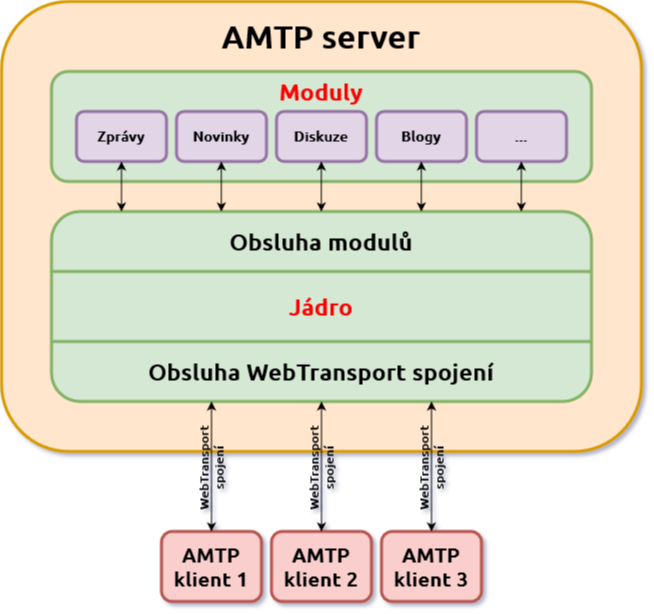 AMTP server
Moduly
Zprávy
Novinky
Diskuze
Blogy
...
Obsluha modulů
Jádro
Obsluha WebTransport spojení
WebTransport
spojení
WebTransport
spojení
WebTransport
spojení
AMTP
klient 1
AMTP
klient 2
AMTP
klient 3